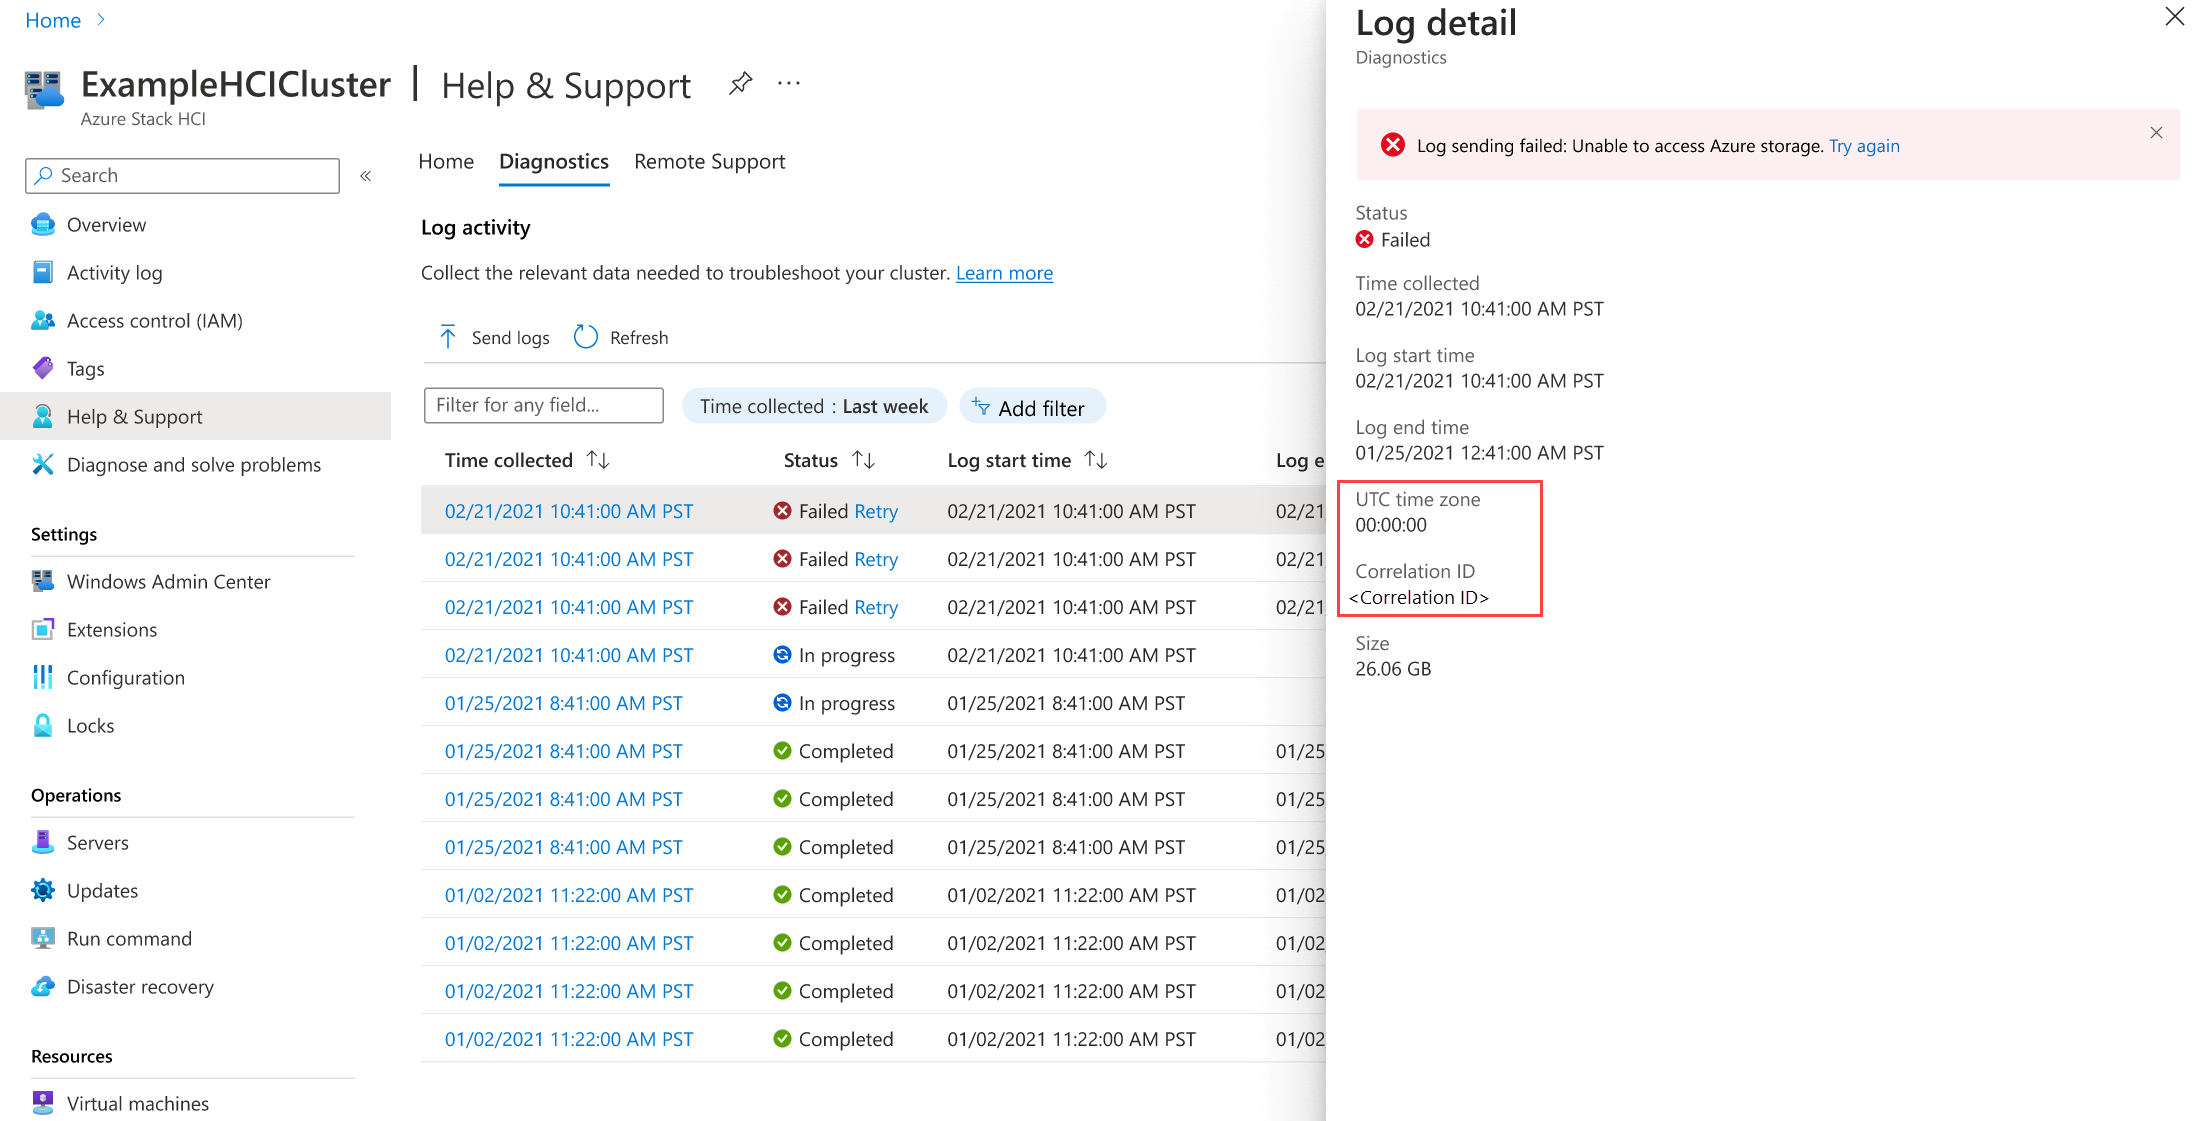 Home
ExampleHCICluster | Help & Support ...
Azure Stack HCI
Search «
Overview
Activity log
Access control (IAM)
Tags
Help & Support
Diagnose and solve problems
Settings
Windows Admin Center
Extensions
Configuration
Locks
Operations
Servers
Updates
Run command
Disaster recovery
Resources
Virtual machines
Home Diagnostics Remote Support
Log activity
Collect the relevant data needed to troubleshoot your cluster. Learn more
Send logs Refresh
Filter for any field... Time collected : Last week Add filter
Time collected Status Log start time Log e
02/21/2021 10:41:00 AM PST Failed Retry 02/21/2021 10:41:00 AM PST 02/21
02/21/2021 10:41:00 AM PST Failed Retry 02/21/2021 10:41:00 AM PST 02/21
02/21/2021 10:41:00 AM PST Failed Retry 02/21/2021 10:41:00 AM PST 02/21
02/21/2021 10:41:00 AM PST In progress 02/21/2021 10:41:00 AM PST
01/25/2021 8:41:00 AM PST In progress 01/25/2021 8:41:00 AM PST
01/25/2021 8:41:00 AM PST Completed 01/25/2021 8:41:00 AM PST 01/25
01/25/2021 8:41:00 AM PST Completed 01/25/2021 8:41:00 AM PST 01/25
01/25/2021 8:41:00 AM PST Completed 01/25/2021 8:41:00 AM PST 01/25
01/02/2021 11:22:00 AM PST Completed 01/02/2021 11:22:00 AM PST 01/02
01/02/2021 11:22:00 AM PST Completed 01/02/2021 11:22:00 AM PST 01/02
01/02/2021 11:22:00 AM PST Completed 01/02/2021 11:22:00 AM PST 01/02
01/02/2021 11:22:00 AM PST Completed 01/02/2021 11:22:00 AM PST 01/02
Log detail
Diagnostics
Log sending failed: Unable to access Azure storage. Try again
Status
Failed
Time collected
02/21/2021 10:41:00 AM PST
Log start time
02/21/2021 10:41:00 AM PST
Log end time
01/25/2021 12:41:00 AM PST
UTC time zone
00:00:00
Correlation ID
<Correlation ID>
Size
26.06 GB